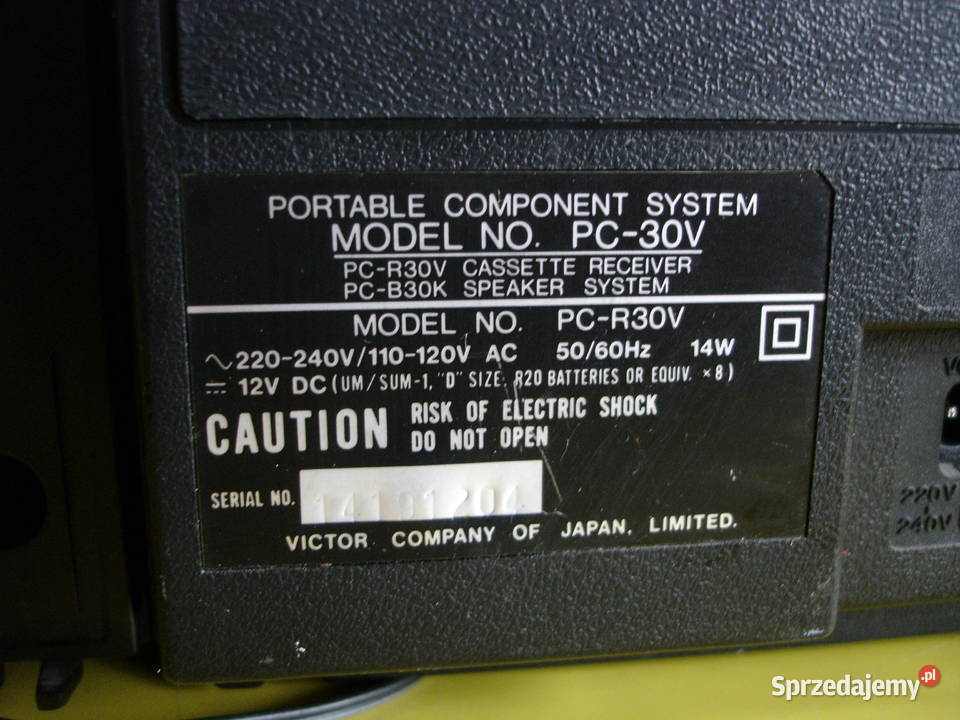 PORTABLE COMPONENT SYSTEM
MODEL NO. PC-30V
PC-R30V CASSETTE RECEIVER
PC-B30K SPEAKER SYSTEM
MODEL NO. PC-R30V
∿220-240V/110-120V AC 50/60Hz 14W
⎓ 12V DC (UM/SUM-1, "D" SIZE, R20 BATTERIES OR EQUIV. ×8)
CAUTION RISK OF ELECTRIC SHOCK
DO NOT OPEN
SERIAL NO. 14101204
VICTOR COMPANY OF JAPAN, LIMITED.
220V
240V
Sprzedajemy.pl